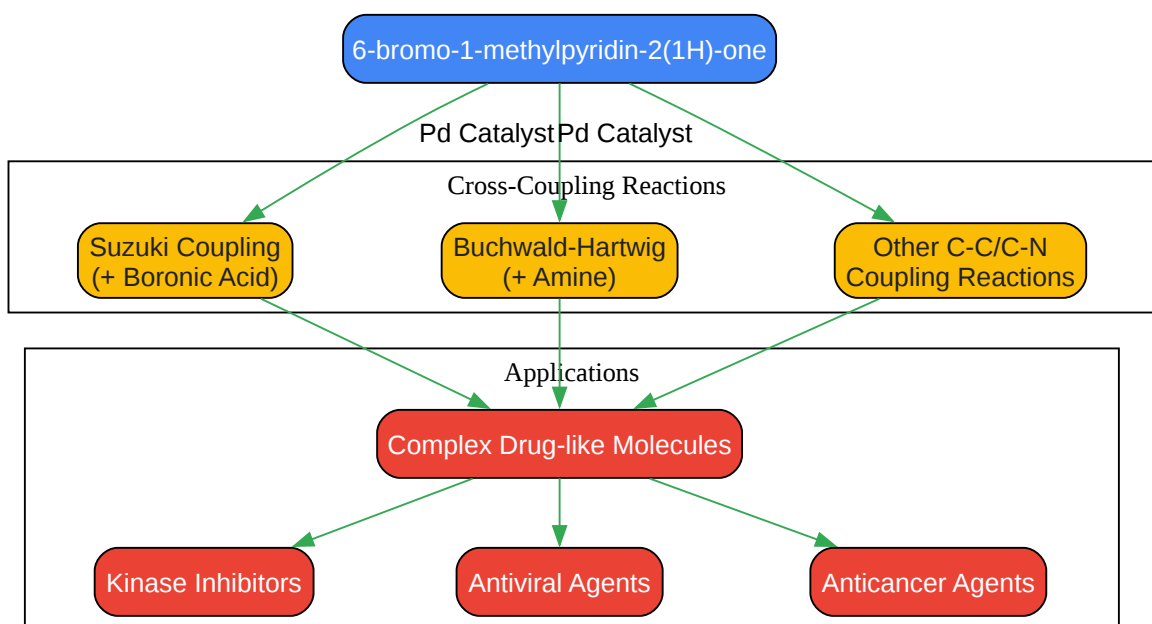 6-bromo-1-methylpyridin-2(1H)-one
Pd Catalyst
Pd Catalyst
Cross-Coupling Reactions
Suzuki Coupling
(+ Boronic Acid)
Buchwald-Hartwig
(+ Amine)
Other C-C/C-N
Coupling Reactions
Applications
Complex Drug-like Molecules
Kinase Inhibitors
Antiviral Agents
Anticancer Agents